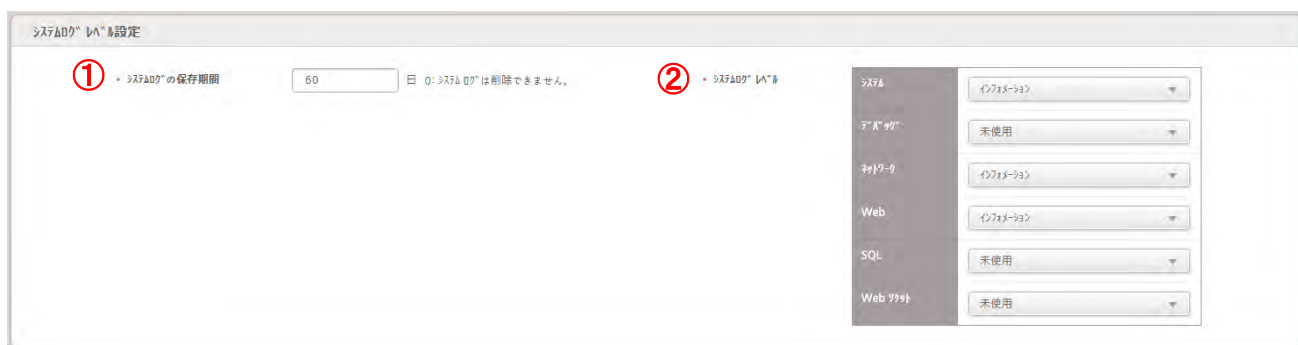 ｼｽﾃﾑﾛｸﾞ ﾚﾍﾞﾙ設定
① • ｼｽﾃﾑﾛｸﾞの保存期間 60 日 0: ｼｽﾃﾑ ﾛｸﾞは削除できません。 ② • ｼｽﾃﾑﾛｸﾞ ﾚﾍﾞﾙ
ｼｽﾃﾑ ｲﾝﾌｫﾒｰｼｮﾝ
ﾃﾞﾊﾞｯｸﾞ 未使用
ﾈｯﾄﾜｰｸ ｲﾝﾌｫﾒｰｼｮﾝ
Web ｲﾝﾌｫﾒｰｼｮﾝ
SQL 未使用
Web ｿｹｯﾄ 未使用